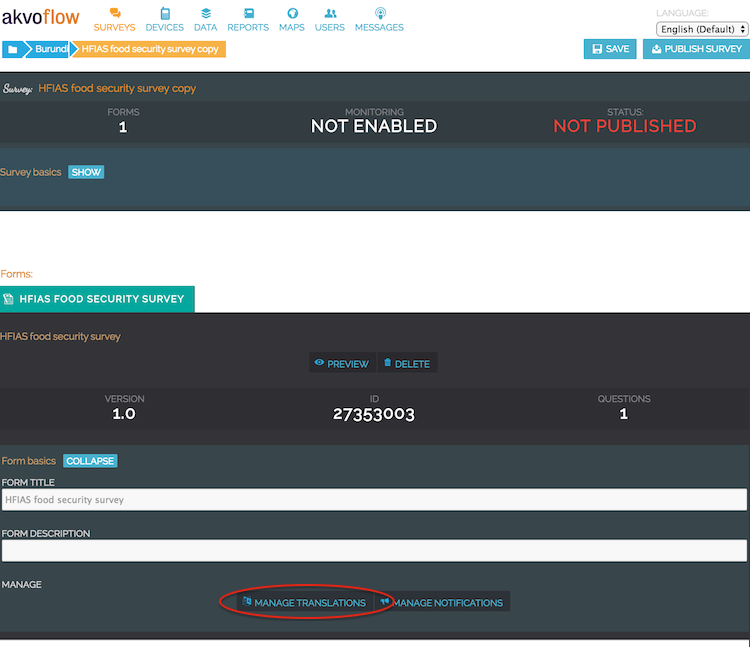 akvoflow
SURVEYS DEVICES DATA REPORTS MAPS USERS MESSAGES
LANGUAGE:
English (Default)
Burundi HFIAS food security survey copy
SAVE PUBLISH SURVEY
Survey: HFIAS food security survey copy
FORMS MONITORING STATUS:
1 NOT ENABLED NOT PUBLISHED
Survey basics SHOW
Forms:
HFIAS FOOD SECURITY SURVEY
HFIAS food security survey
PREVIEW DELETE
VERSION ID QUESTIONS
1.0 27353003 1
Form basics COLLAPSE
FORM TITLE
HFIAS food security survey
FORM DESCRIPTION
MANAGE
MANAGE TRANSLATIONS MANAGE NOTIFICATIONS